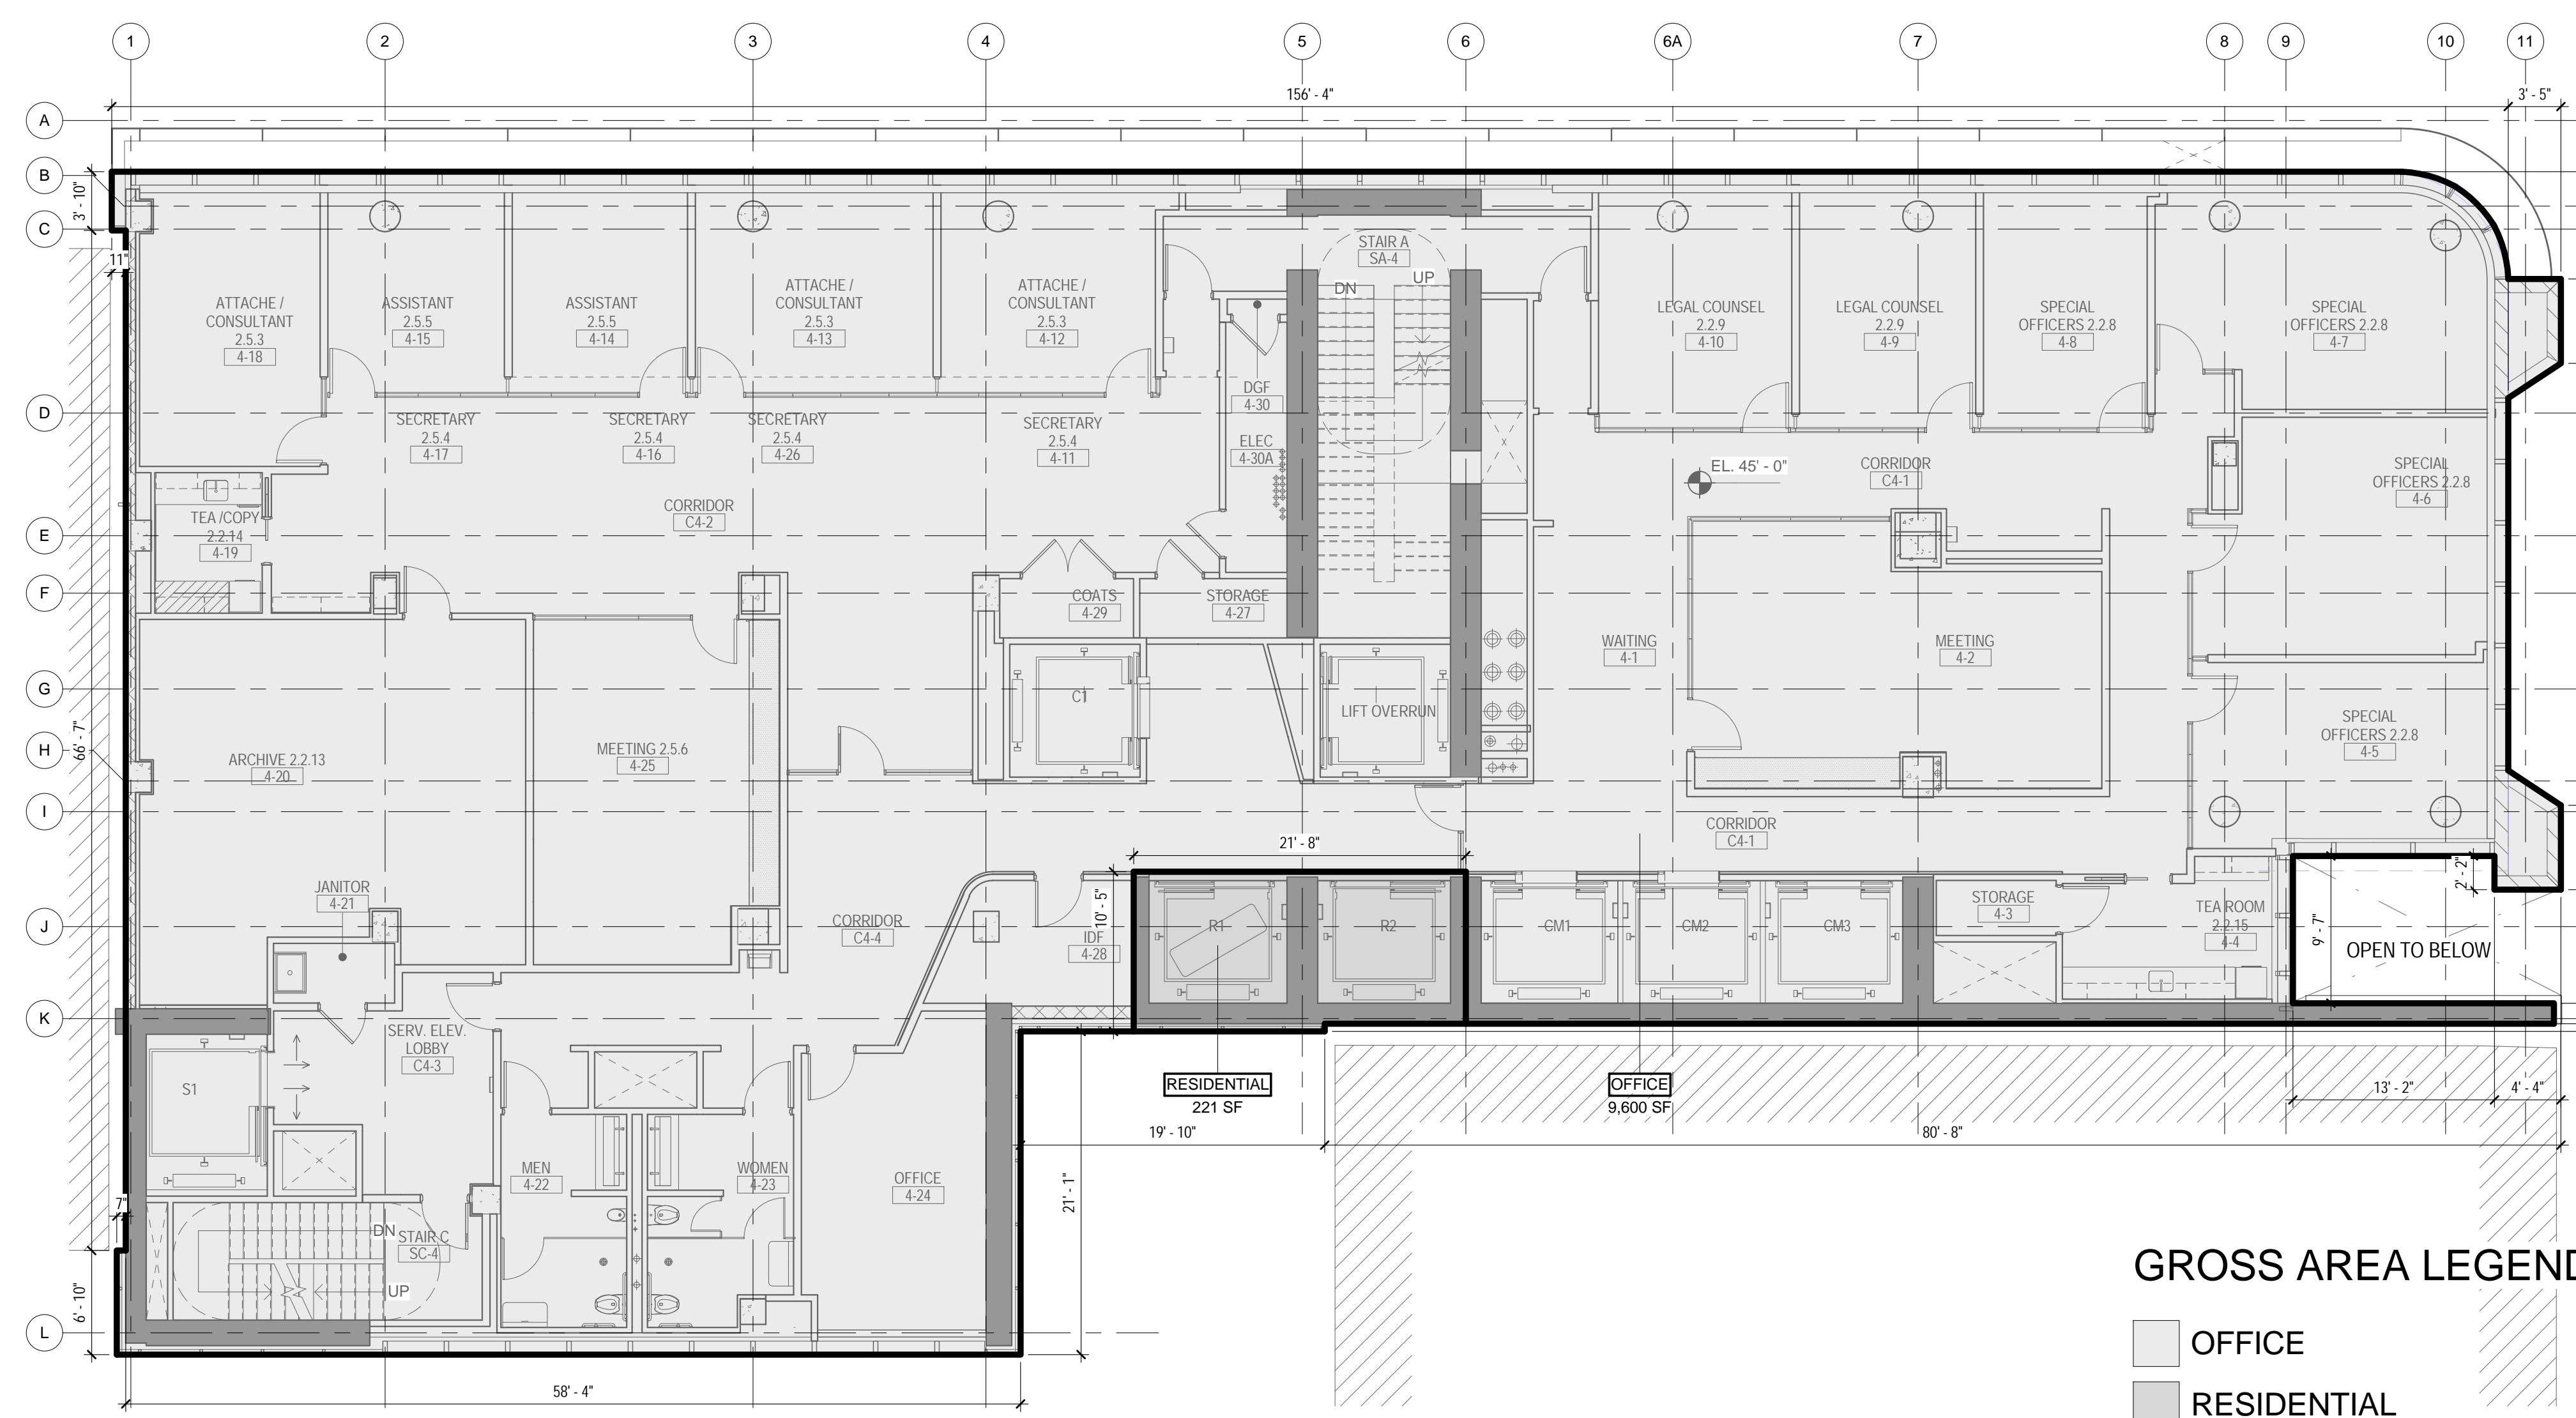 1
2
3
4
5
6
6A
7
8
9
10
11
156' - 4"
3' - 5"
A
B
C
D
E
F
G
H
I
J
K
L
3' - 10"
11"
66' - 7"
7"
6' - 10"
ATTACHE /
CONSULTANT
2.5.3
4-18
ASSISTANT
2.5.5
4-15
ASSISTANT
2.5.5
4-14
ATTACHE /
CONSULTANT
2.5.3
4-13
ATTACHE /
CONSULTANT
2.5.3
4-12
STAIR A
SA-4
DN
UP
LEGAL COUNSEL
2.2.9
4-10
LEGAL COUNSEL
2.2.9
4-9
SPECIAL
OFFICERS 2.2.8
4-8
SPECIAL
OFFICERS 2.2.8
4-7
SECRETARY
2.5.4
4-17
SECRETARY
2.5.4
4-16
SECRETARY
2.5.4
4-26
SECRETARY
2.5.4
4-11
DGF
4-30
ELEC
4-30A
EL. 45' - 0"
CORRIDOR
C4-1
SPECIAL
OFFICERS 2.2.8
4-6
TEA /COPY
2.2.14
4-19
CORRIDOR
C4-2
COATS
4-29
STORAGE
4-27
WAITING
4-1
MEETING
4-2
C1
LIFT OVERRUN
SPECIAL
OFFICERS 2.2.8
4-5
ARCHIVE 2.2.13
4-20
MEETING 2.5.6
4-25
CORRIDOR
C4-1
21' - 8"
10' - 5"
2' - 2"
9' - 7"
JANITOR
4-21
CORRIDOR
C4-4
IDF
4-28
R1
R2
CM1
CM2
CM3
STORAGE
4-3
TEA ROOM
2.2.15
4-4
OPEN TO BELOW
SERV. ELEV.
LOBBY
C4-3
S1
RESIDENTIAL
221 SF
OFFICE
9,600 SF
13' - 2"
4' - 4"
19' - 10"
80' - 8"
21' - 1"
MEN
4-22
WOMEN
4-23
OFFICE
4-24
DN
STAIR C
SC-4
UP
58' - 4"
GROSS AREA LEGEND
OFFICE
RESIDENTIAL